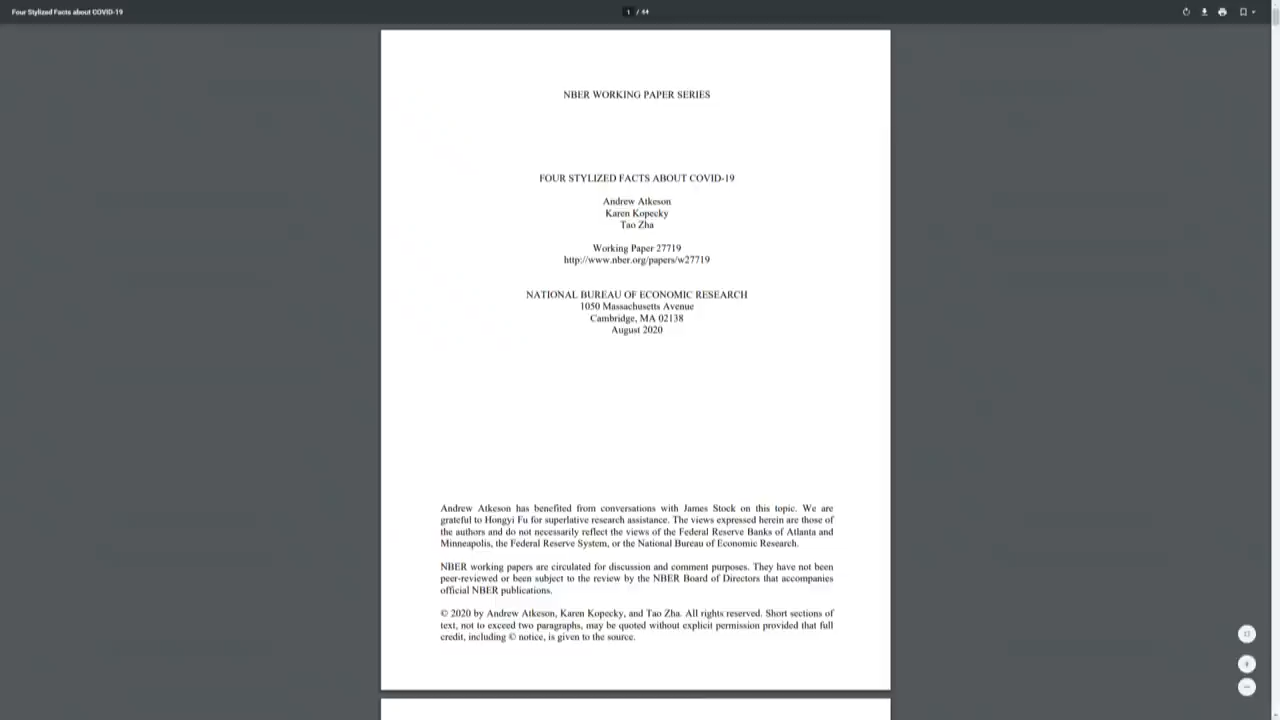 Four Stylized Facts about COVID-19
1 / 44
NBER WORKING PAPER SERIES
FOUR STYLIZED FACTS ABOUT COVID-19
Andrew Atkeson
Karen Kopecky
Tao Zha
Working Paper 27719
http://www.nber.org/papers/w27719
NATIONAL BUREAU OF ECONOMIC RESEARCH
1050 Massachusetts Avenue
Cambridge, MA 02138
August 2020
Andrew Atkeson has benefited from conversations with James Stock on this topic. We are
grateful to Hongyi Fu for superlative research assistance. The views expressed herein are those of
the authors and do not necessarily reflect the views of the Federal Reserve Banks of Atlanta and
Minneapolis, the Federal Reserve System, or the National Bureau of Economic Research.
NBER working papers are circulated for discussion and comment purposes. They have not been
peer-reviewed or been subject to the review by the NBER Board of Directors that accompanies
official NBER publications.
© 2020 by Andrew Atkeson, Karen Kopecky, and Tao Zha. All rights reserved. Short sections of
text, not to exceed two paragraphs, may be quoted without explicit permission provided that full
credit, including © notice, is given to the source.